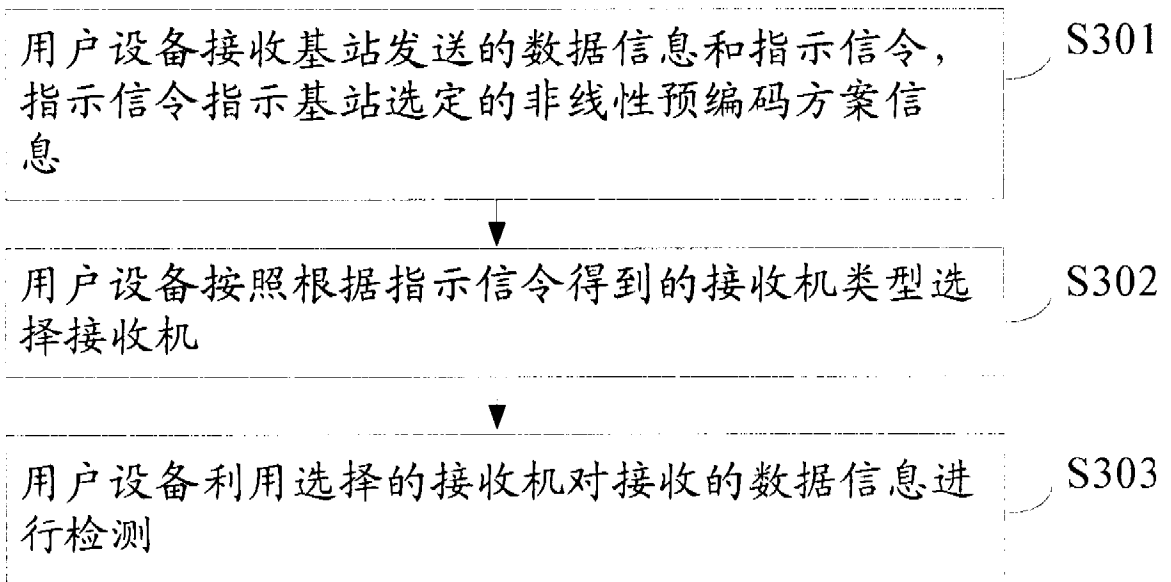 用户设备接收基站发送的数据信息和指示信令，
指示信令指示基站选定的非线性预编码方案信
息
S301
用户设备按照根据指示信令得到的接收机类型选
择接收机
S302
用户设备利用选择的接收机对接收的数据信息进
行检测
S303